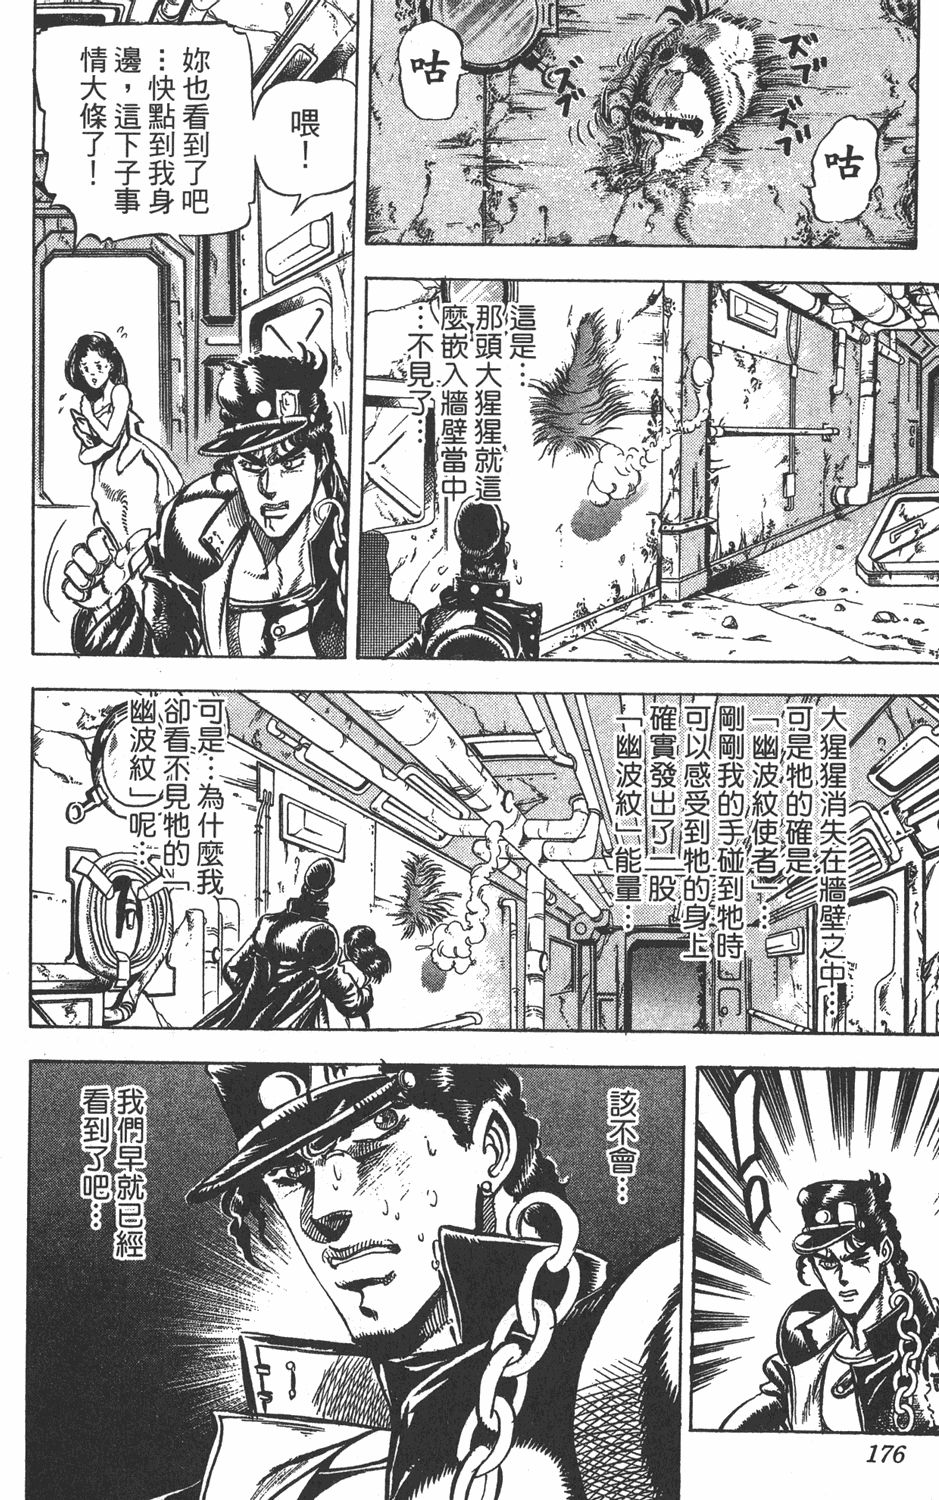 ズズ
ズズ
咕
咕
喂！
妳也看到了吧
…快點到我身
邊，這下子事
情大條了！
這是…
那頭大猩猩就這
麼嵌入牆壁當中
…不見了…
大猩猩消失在牆壁之中…
可是牠的確是
「幽波紋使者」…
剛剛我的手碰到牠時
可以感受到牠的身上
確實發出了一股
「幽波紋」能量…
可是…為什麼我
卻看不見牠的「
幽波紋」呢…
該不會…
我們早就已經
看到了吧…
176